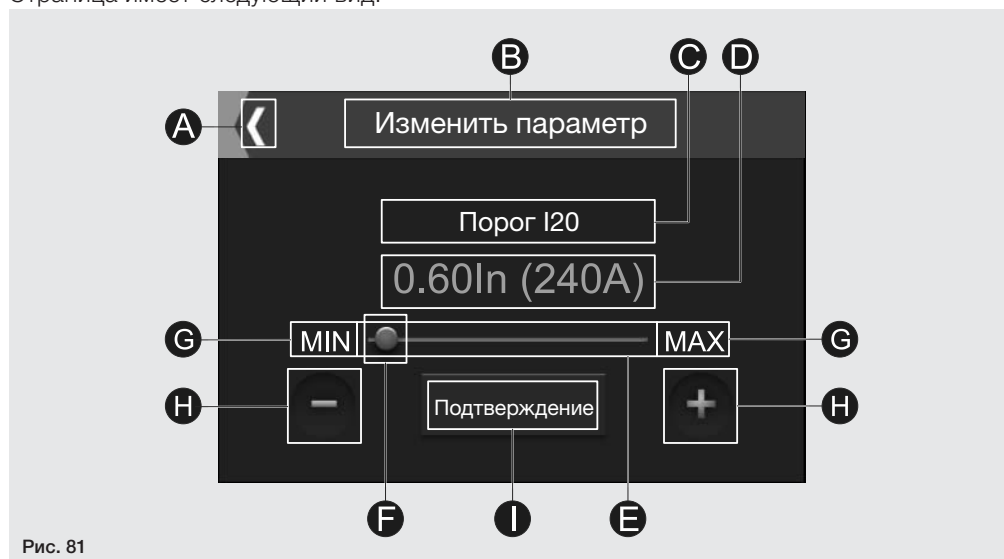 Страница имеет следующий вид:
B C D
A Изменить параметр
Порог I20
0.60In (240A)
G MIN MAX G
H - Подтверждение + H
F I E
Рис. 81